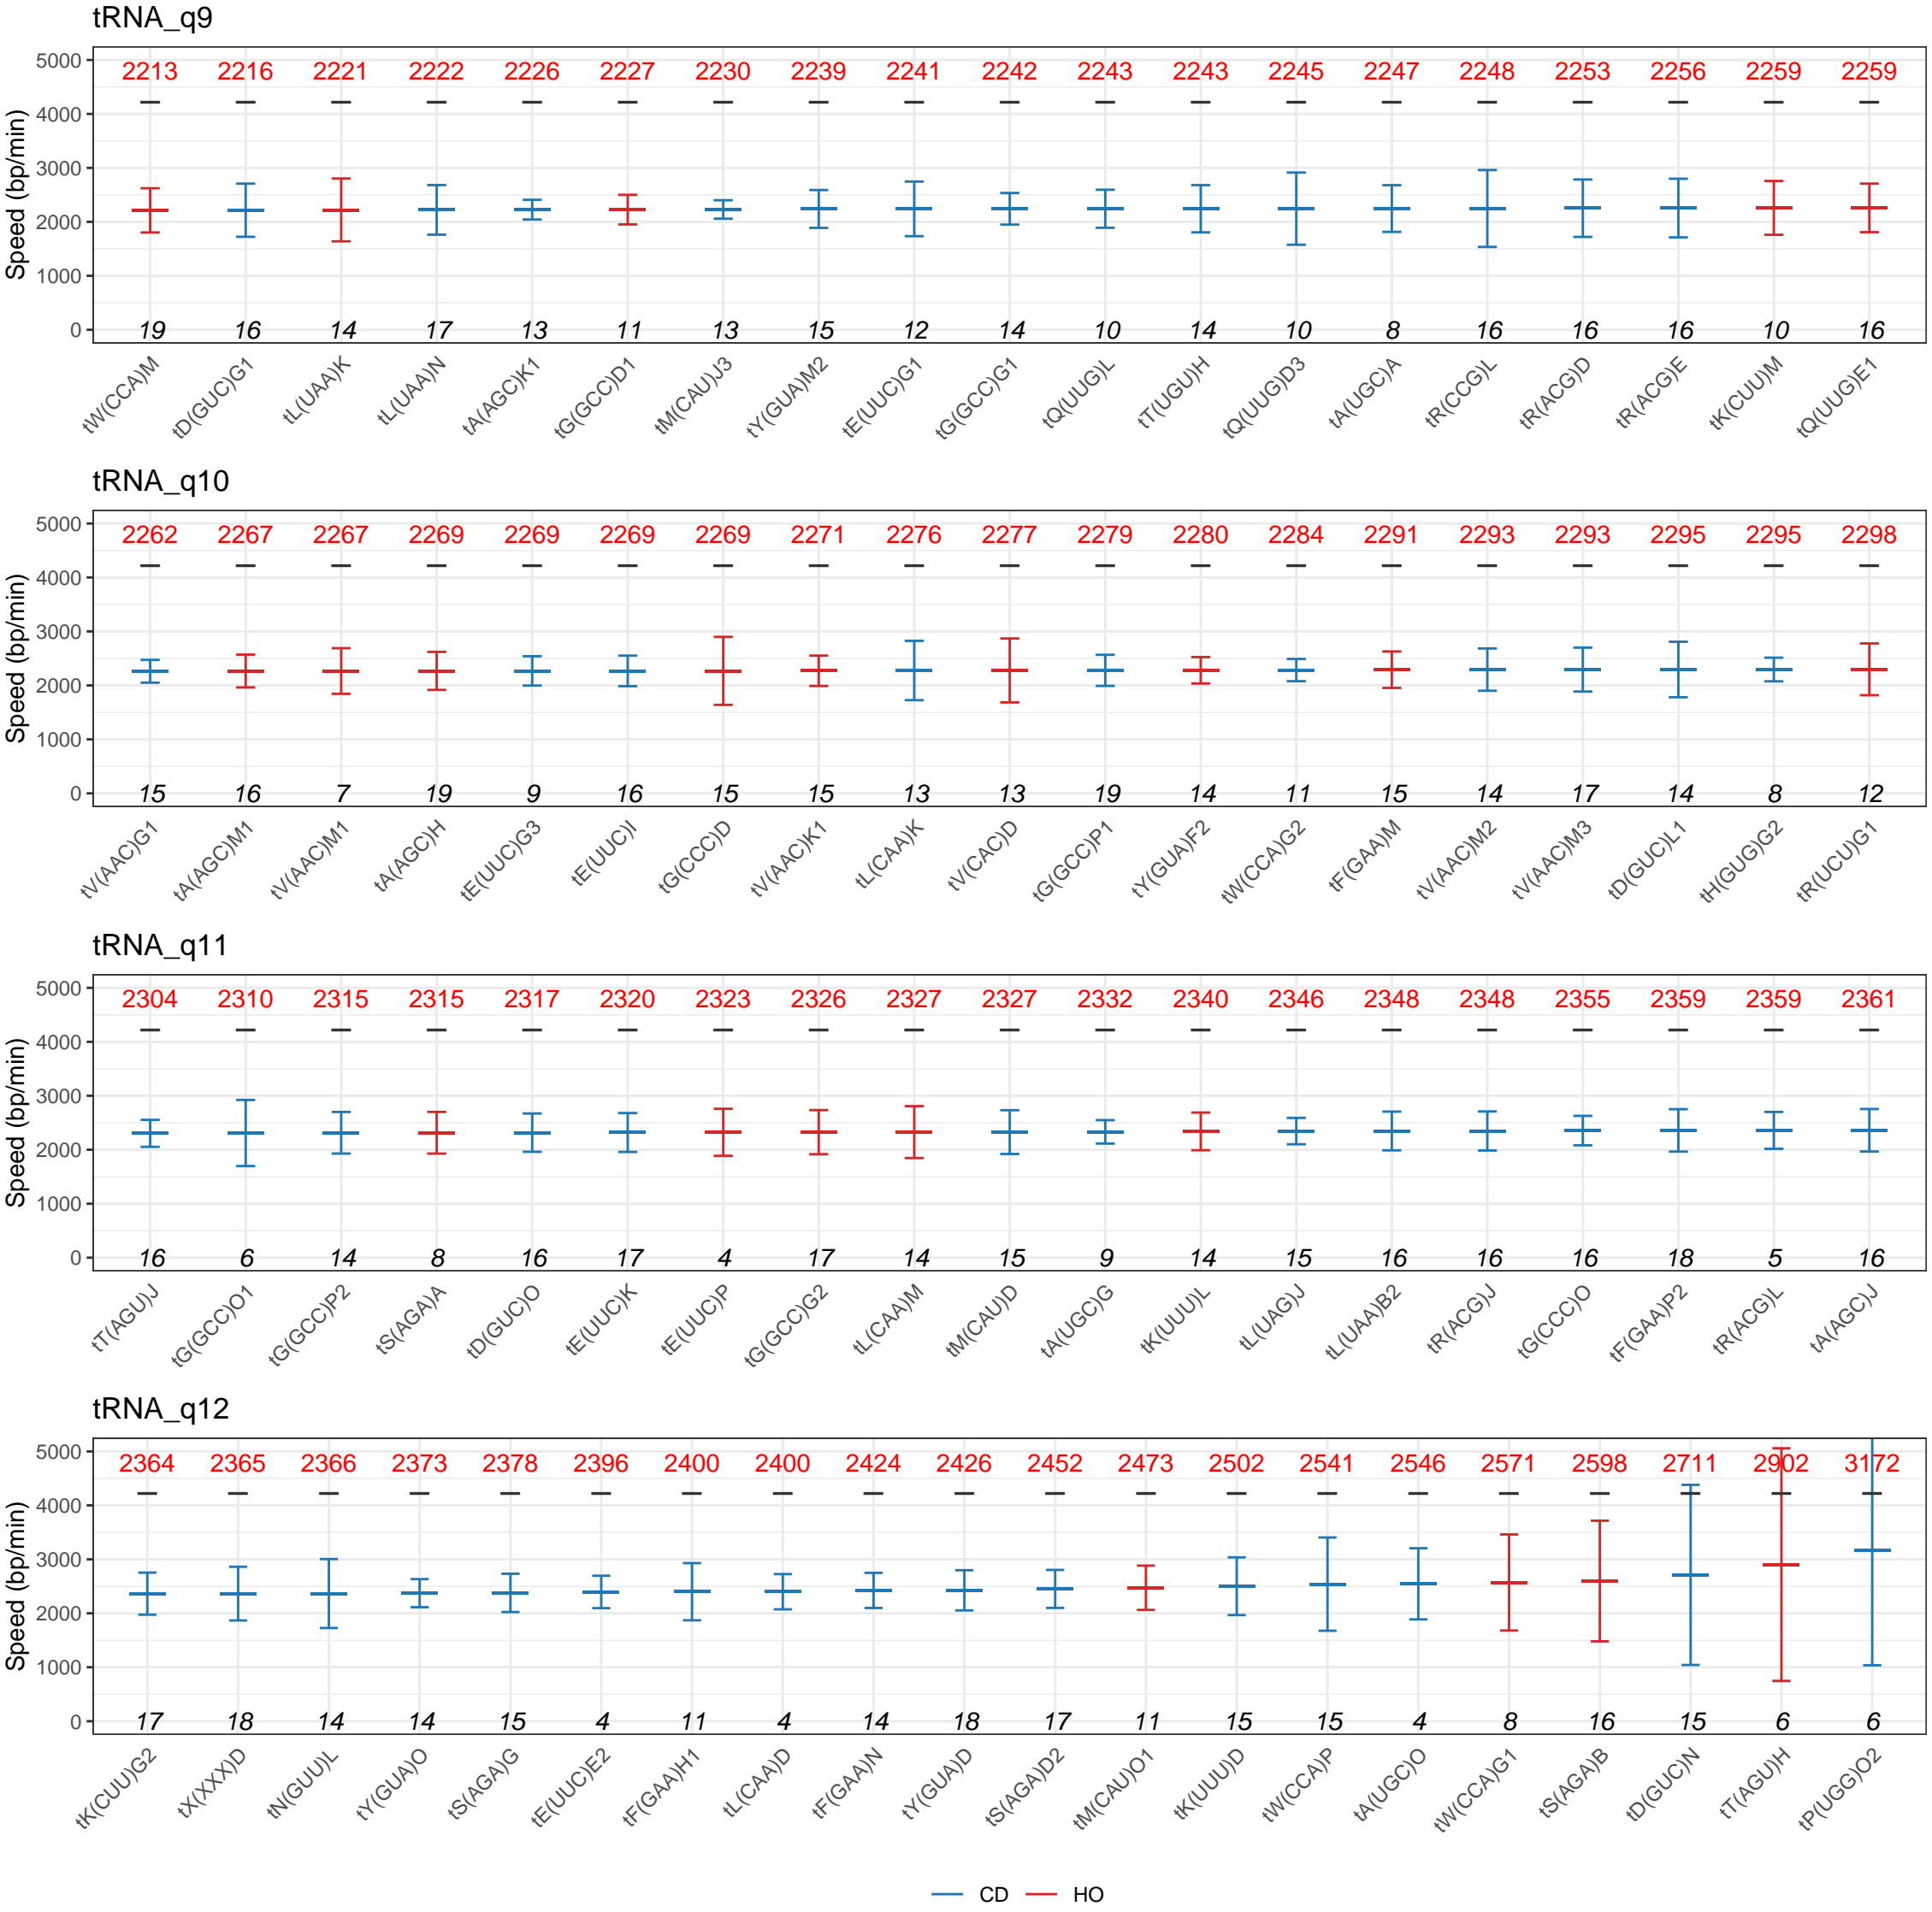 tRNA_q9
Speed (bp/min)
5000
4000
3000
2000
1000
0
2213 2216 2221 2222 2226 2227 2230 2239 2241 2242 2243 2243 2245 2247 2248 2253 2256 2259 2259
19 16 14 17 13 11 13 15 12 14 10 14 10 8 16 16 16 10 16
tW(CCA)M tD(GUC)G1 tL(UAA)K tL(UAA)N tA(AGC)K1 tG(GCC)D1 tM(CAU)J3 tY(GUA)M2 tE(UUC)G1 tG(GCC)G1 tQ(UUG)L tT(UGU)H tQ(UUG)D3 tA(UGC)A tR(CCG)L tR(ACG)D tR(ACG)E tK(CUU)M tQ(UUG)E1
tRNA_q10
Speed (bp/min)
5000
4000
3000
2000
1000
0
2262 2267 2267 2269 2269 2269 2269 2271 2276 2277 2279 2280 2284 2291 2293 2293 2295 2295 2298
15 16 7 19 9 16 15 15 13 13 19 14 11 15 14 17 14 8 12
tV(AAC)G1 tA(AGC)M1 tV(AAC)M1 tA(AGC)H tE(UUC)G3 tE(UUC)I tG(CCC)D tV(AAC)K1 tL(CAA)K tV(CAC)D tG(GCC)P1 tY(GUA)F2 tW(CCA)G2 tF(GAA)M tV(AAC)M2 tV(AAC)M3 tD(GUC)L1 tH(GUG)G2 tR(UCU)G1
tRNA_q11
Speed (bp/min)
5000
4000
3000
2000
1000
0
2304 2310 2315 2315 2317 2320 2323 2326 2327 2327 2332 2340 2346 2348 2348 2355 2359 2359 2361
16 6 14 8 16 17 4 17 14 15 9 14 15 16 16 16 18 5 16
tT(AGU)J tG(GCC)O1 tG(GCC)P2 tS(AGA)A tD(GUC)O tE(UUC)K tE(UUC)P tG(GCC)G2 tL(CAA)M tM(CAU)D tA(UGC)G tK(UUU)L tL(UAG)J tL(UAA)B2 tR(ACG)J tG(CCC)O tF(GAA)P2 tR(ACG)L tA(AGC)J
tRNA_q12
Speed (bp/min)
5000
4000
3000
2000
1000
0
2364 2365 2366 2373 2378 2396 2400 2400 2424 2426 2452 2473 2502 2541 2546 2571 2598 2711 2902 3172
17 18 14 14 15 4 11 4 14 18 17 11 15 15 4 8 16 15 6 6
tK(CUU)G2 tX(XXX)D tN(GUU)L tY(GUA)O tS(AGA)G tE(UUC)E2 tF(GAA)H1 tL(CAA)D tF(GAA)N tY(GUA)D tS(AGA)D2 tM(CAU)O1 tK(UUU)D tW(CCA)P tA(UGC)O tW(CCA)G1 tS(AGA)B tD(GUC)N tT(AGU)H tP(UGG)O2
CD HO